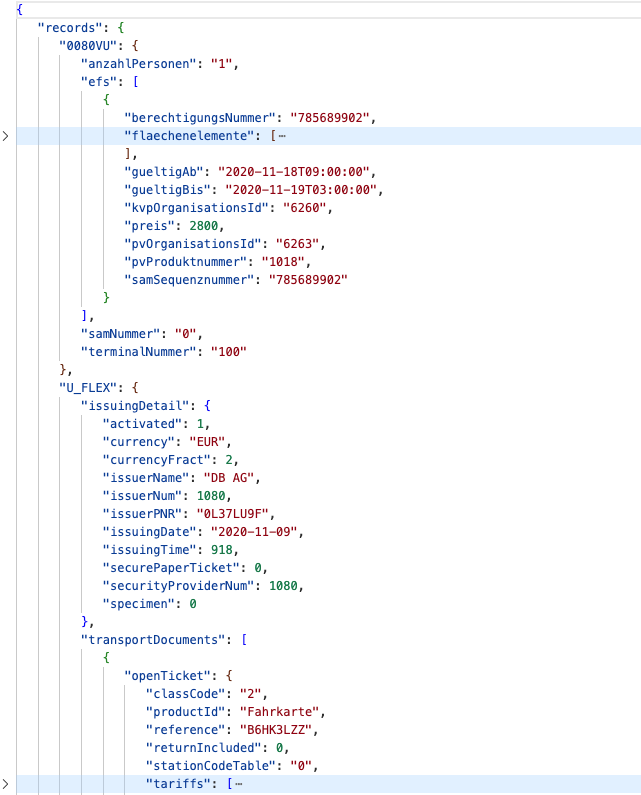 {
"records": {
"0080VU": {
"anzahlPersonen": "1",
"efs": [
{
"berechtigungsNummer": "785689902",
"flaechenelemente": [⋯
],
"gueltigAb": "2020-11-18T09:00:00",
"gueltigBis": "2020-11-19T03:00:00",
"kvpOrganisationsId": "6260",
"preis": 2800,
"pvOrganisationsId": "6263",
"pvProduktnummer": "1018",
"samSequenznummer": "785689902"
}
],
"samNummer": "0",
"terminalNummer": "100"
},
"U_FLEX": {
"issuingDetail": {
"activated": 1,
"currency": "EUR",
"currencyFract": 2,
"issuerName": "DB AG",
"issuerNum": 1080,
"issuerPNR": "0L37LU9F",
"issuingDate": "2020-11-09",
"issuingTime": 918,
"securePaperTicket": 0,
"securityProviderNum": 1080,
"specimen": 0
},
"transportDocuments": [
{
"openTicket": {
"classCode": "2",
"productId": "Fahrkarte",
"reference": "B6HK3LZZ",
"returnIncluded": 0,
"stationCodeTable": "0",
"tariffs": [⋯